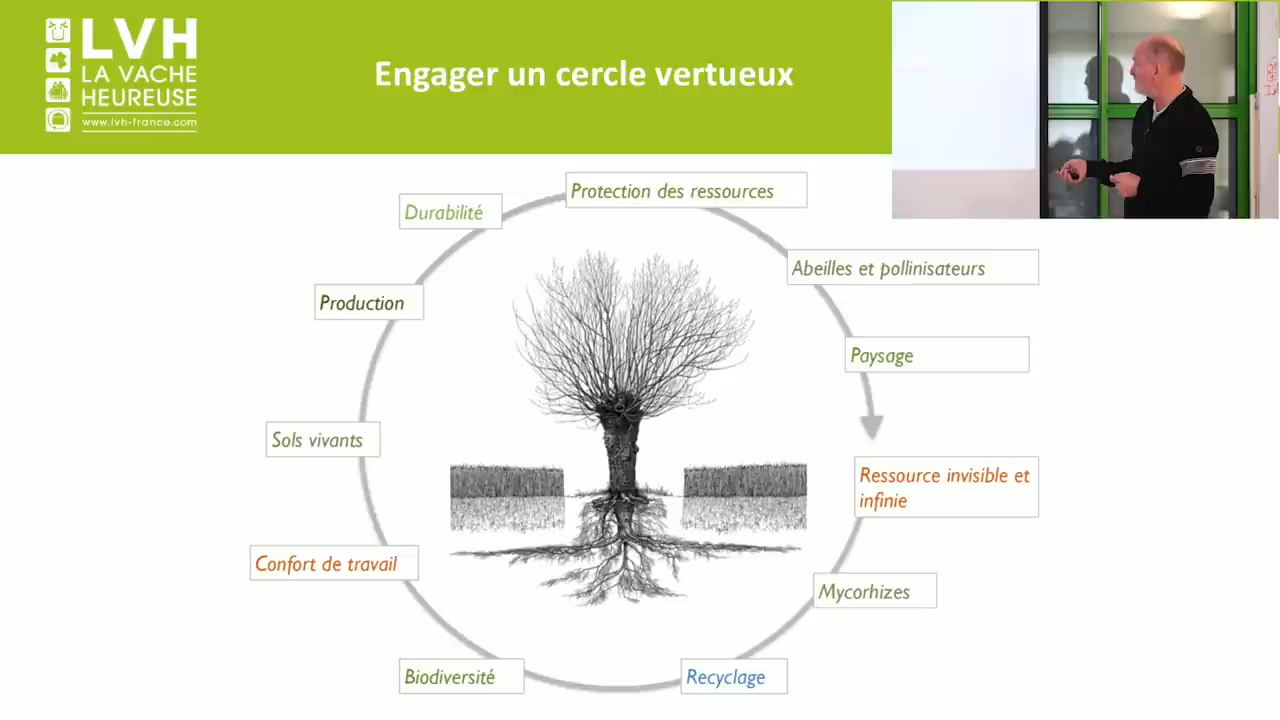 LVH
LA VACHE
HEUREUSE
www.lvh-france.com
Engager un cercle vertueux
Protection des ressources
Durabilité
Abeilles et pollinisateurs
Production
Paysage
Sols vivants
Ressource invisible et
infinie
Confort de travail
Mycorhizes
Biodiversité
Recyclage